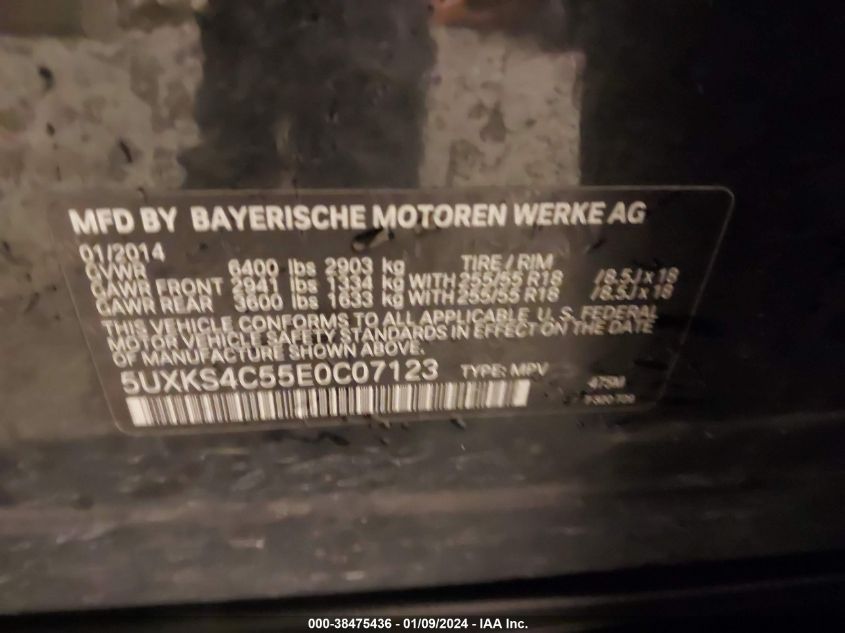 MFD BY BAYERISCHE MOTOREN WERKE AG
01/2014 TIRE / RIM
GVWR 6400 lbs 2903 kg
GAWR FRONT 2941 lbs 1334 kg WITH 255/55 R18 /8.5J x 18
GAWR REAR 3600 lbs 1633 kg WITH 255/55 R18 /8.5J x 18
THIS VEHICLE CONFORMS TO ALL APPLICABLE U. S. FEDERAL
MOTOR VEHICLE SAFETY STANDARDS IN EFFECT ON THE DATE
OF MANUFACTURE SHOWN ABOVE.
5UXKS4C55E0C07123 TYPE: MPV 475M
000-38475436 - 01/09/2024 - IAA Inc.